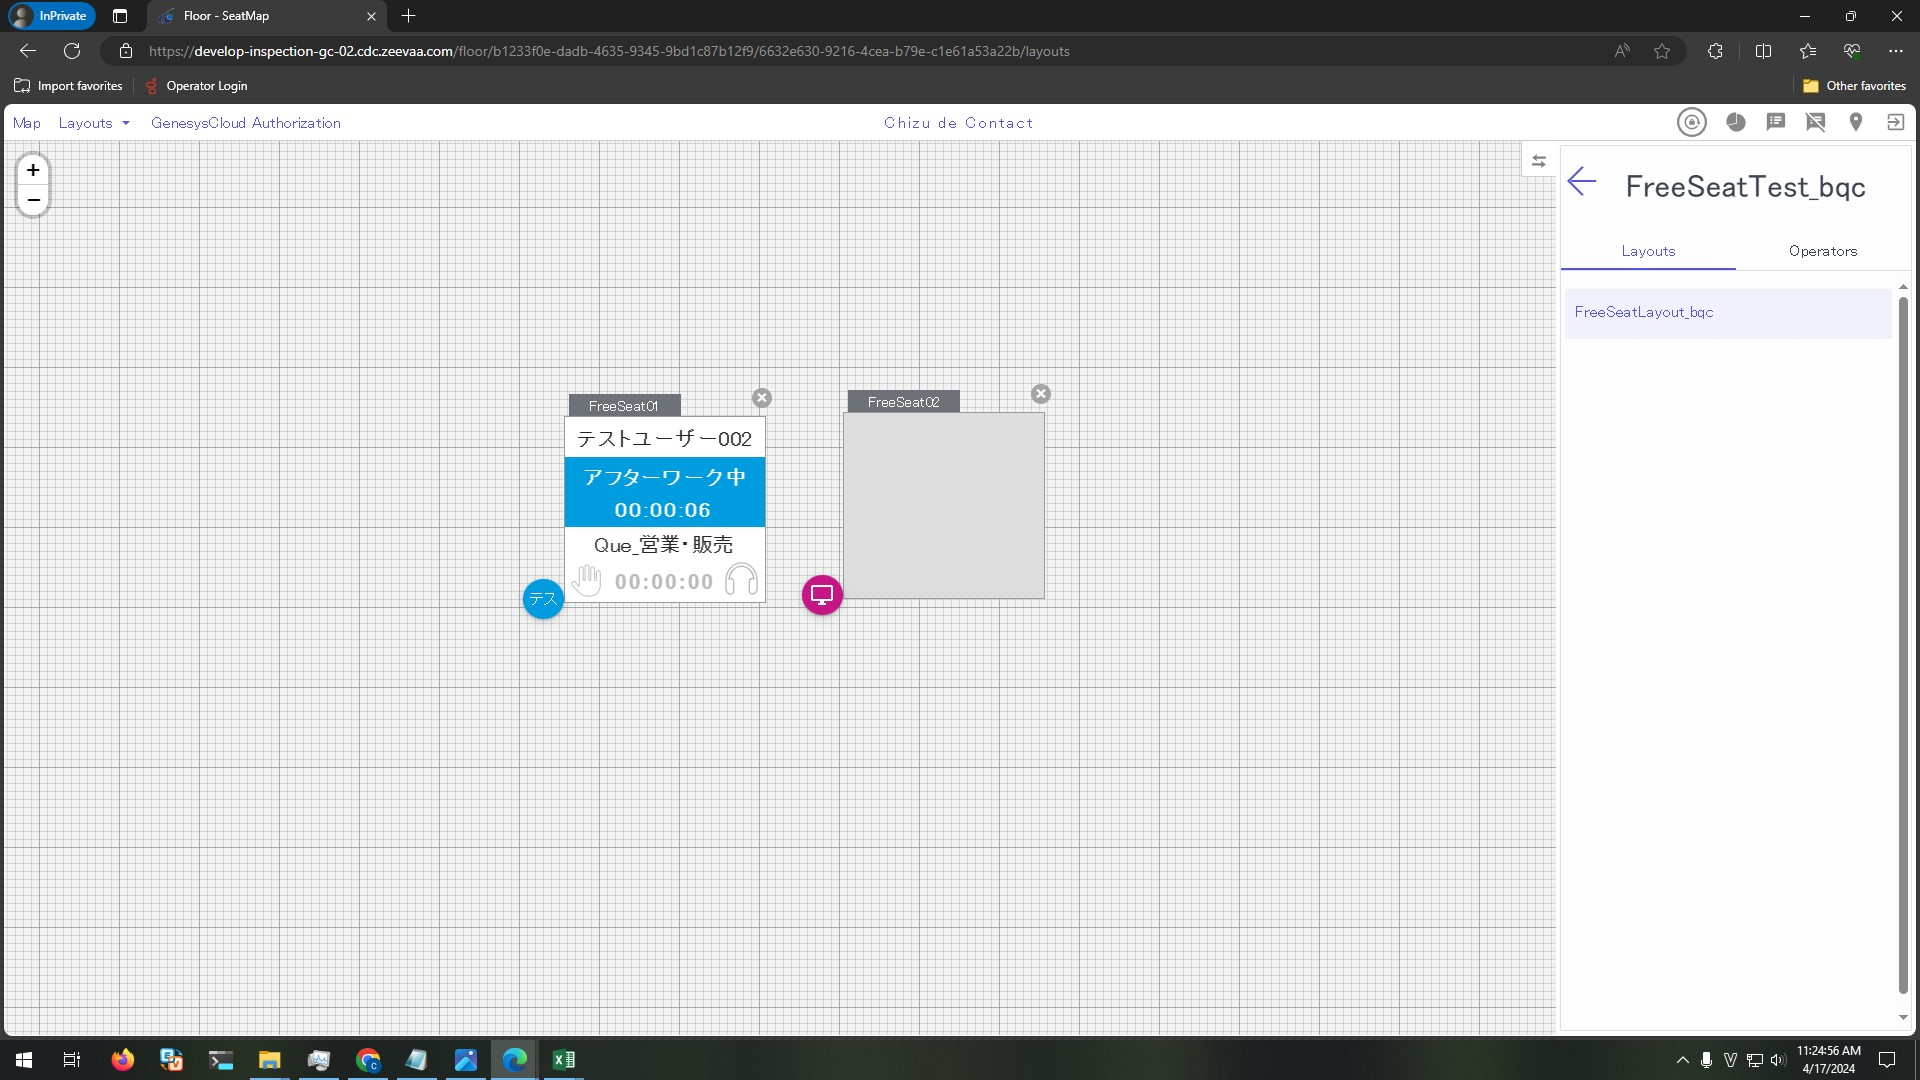 InPrivate
Floor - SeatMap
https://develop-inspection-gc-02.cdc.zeevaa.com/floor/b1233f0e-dadb-4635-9345-9bd1c87b12f9/6632e630-9216-4cea-b79e-c1e61a53a22b/layouts
Import favorites
Operator Login
Other favorites
Map
Layouts
GenesysCloud Authorization
Chizu de Contact
+
−
FreeSeatTest_bqc
Layouts
Operators
FreeSeatLayout_bqc
FreeSeat01
テストユーザー002
アフターワーク中
00:00:06
Que_営業・販売
00:00:00
テス
FreeSeat02
11:24:56 AM
4/17/2024